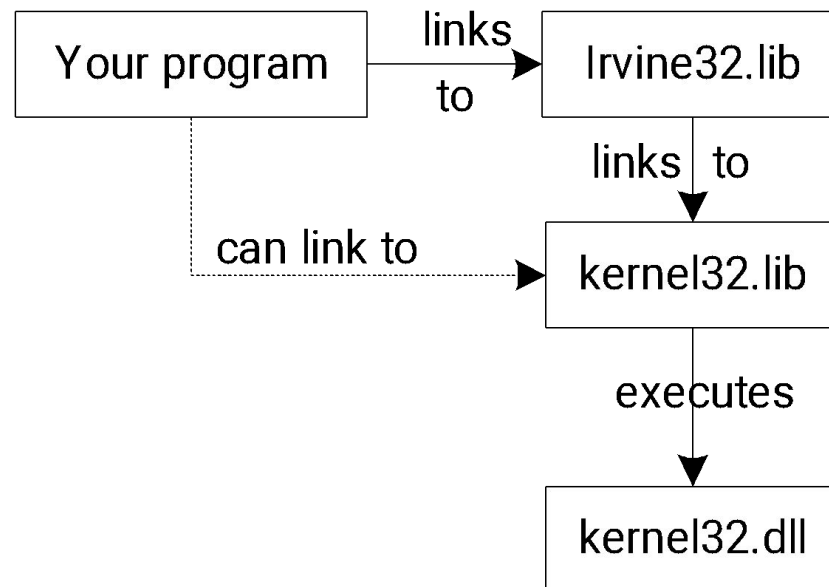 Your program
links
to
Irvine32.lib
links to
can link to
kernel32.lib
executes
kernel32.dll